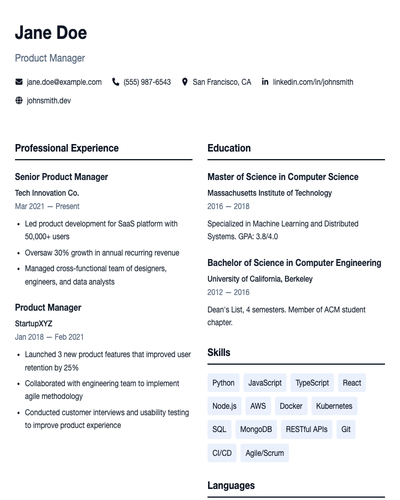 Jane Doe
Product Manager
jane.doe@example.com (555) 987-6543 San Francisco, CA linkedin.com/in/johnsmith
johnsmith.dev
Professional Experience
Senior Product Manager
Tech Innovation Co.
Mar 2021 — Present
• Led product development for SaaS platform with
50,000+ users
• Oversaw 30% growth in annual recurring revenue
• Managed cross-functional team of designers,
engineers, and data analysts
Product Manager
StartupXYZ
Jan 2018 — Feb 2021
• Launched 3 new product features that improved user
retention by 25%
• Collaborated with engineering team to implement
agile methodology
• Conducted customer interviews and usability testing
to improve product experience
Education
Master of Science in Computer Science
Massachusetts Institute of Technology
2016 — 2018
Specialized in Machine Learning and Distributed
Systems. GPA: 3.8/4.0
Bachelor of Science in Computer Engineering
University of California, Berkeley
2012 — 2016
Dean's List, 4 semesters. Member of ACM student
chapter.
Skills
Python JavaScript TypeScript React
Node.js AWS Docker Kubernetes
SQL MongoDB RESTful APIs Git
CI/CD Agile/Scrum
Languages